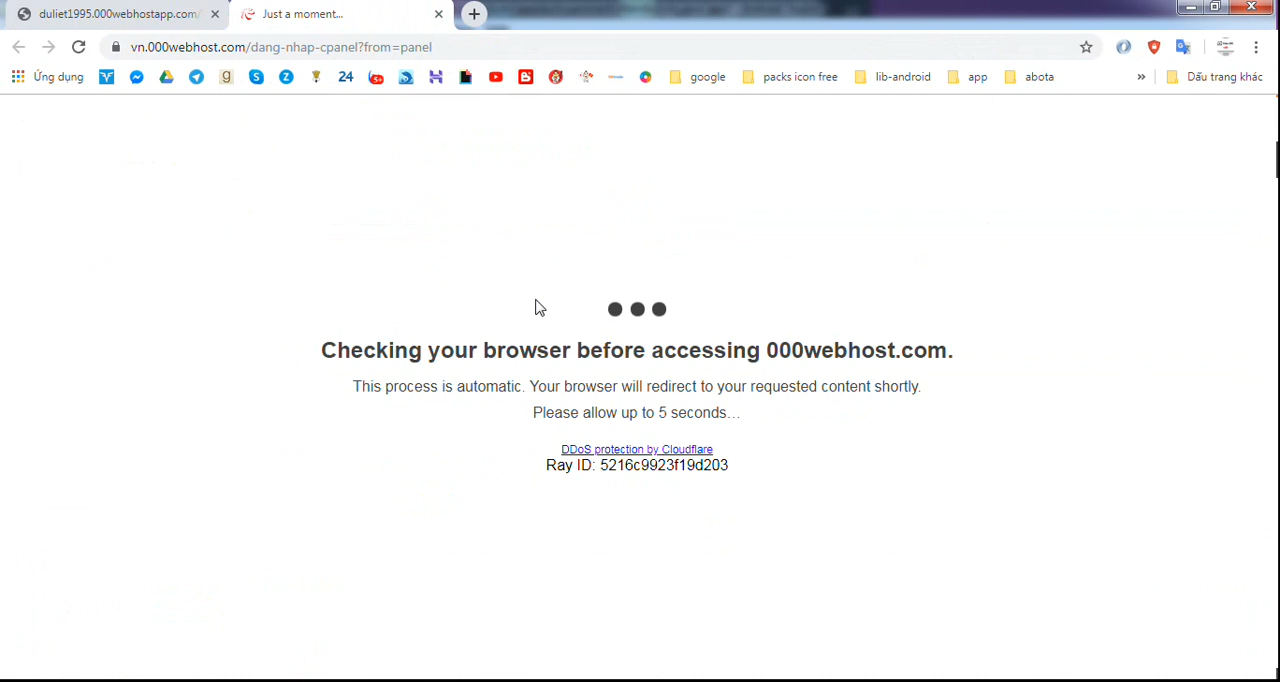 duliet1995.000webhostapp.com/
Just a moment...
vn.000webhost.com/dang-nhap-cpanel?from=panel
Ứng dụng
24
google
packs icon free
lib-android
app
abota
»
Dấu trang khác
Checking your browser before accessing 000webhost.com.
This process is automatic. Your browser will redirect to your requested content shortly.
Please allow up to 5 seconds…
DDoS protection by Cloudflare
Ray ID: 5216c9923f19d203